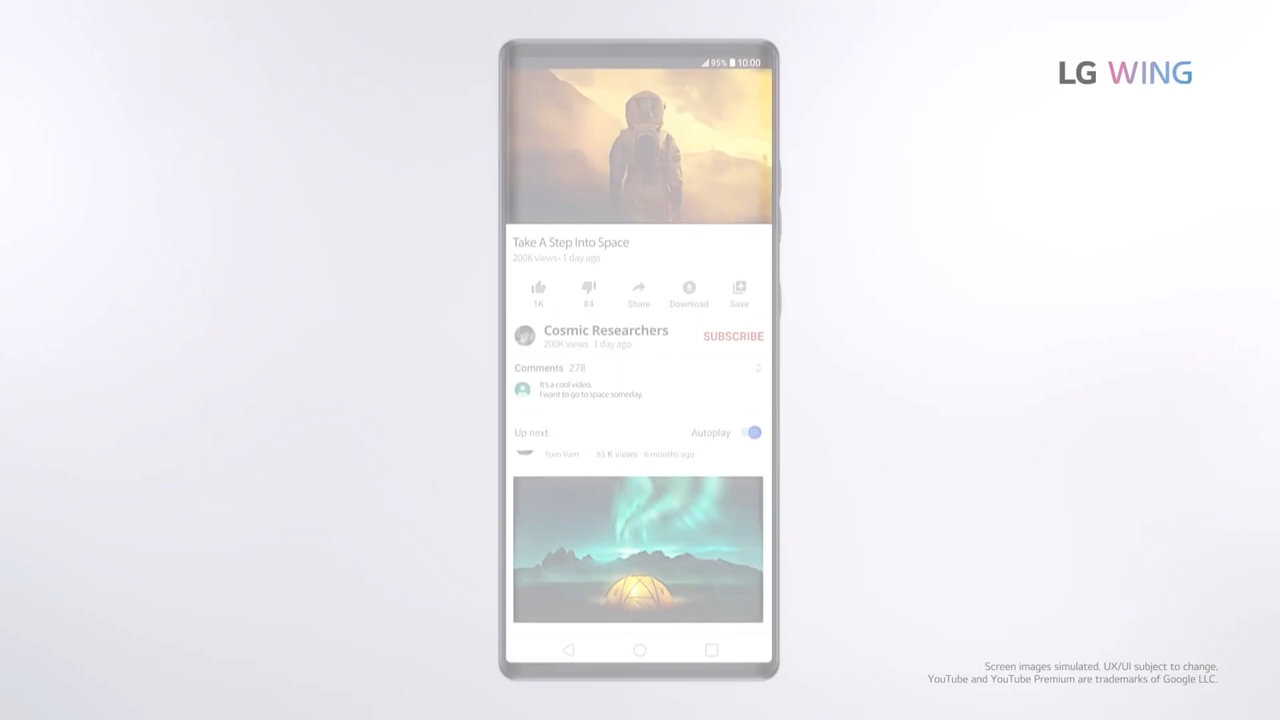 95% 10:00
LG WING
Take A Step Into Space
200K views · 1 day ago
1K 84 Share Download Save
Cosmic Researchers
200K views 1 day ago
SUBSCRIBE
Comments 278
It's a cool video.
I want to go to space someday.
Up next Autoplay
Yum Yum 85 K views · 6 months ago
Screen images simulated. UX/UI subject to change.
YouTube and YouTube Premium are trademarks of Google LLC.